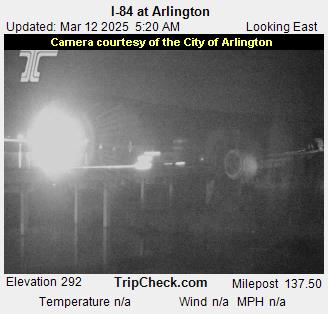 I-84 at Arlington
Updated: Mar 12 2025 5:20 AM Looking East
Camera courtesy of the City of Arlington
Elevation 292 TripCheck.com Milepost 137.50
Temperature n/a Wind n/a MPH n/a